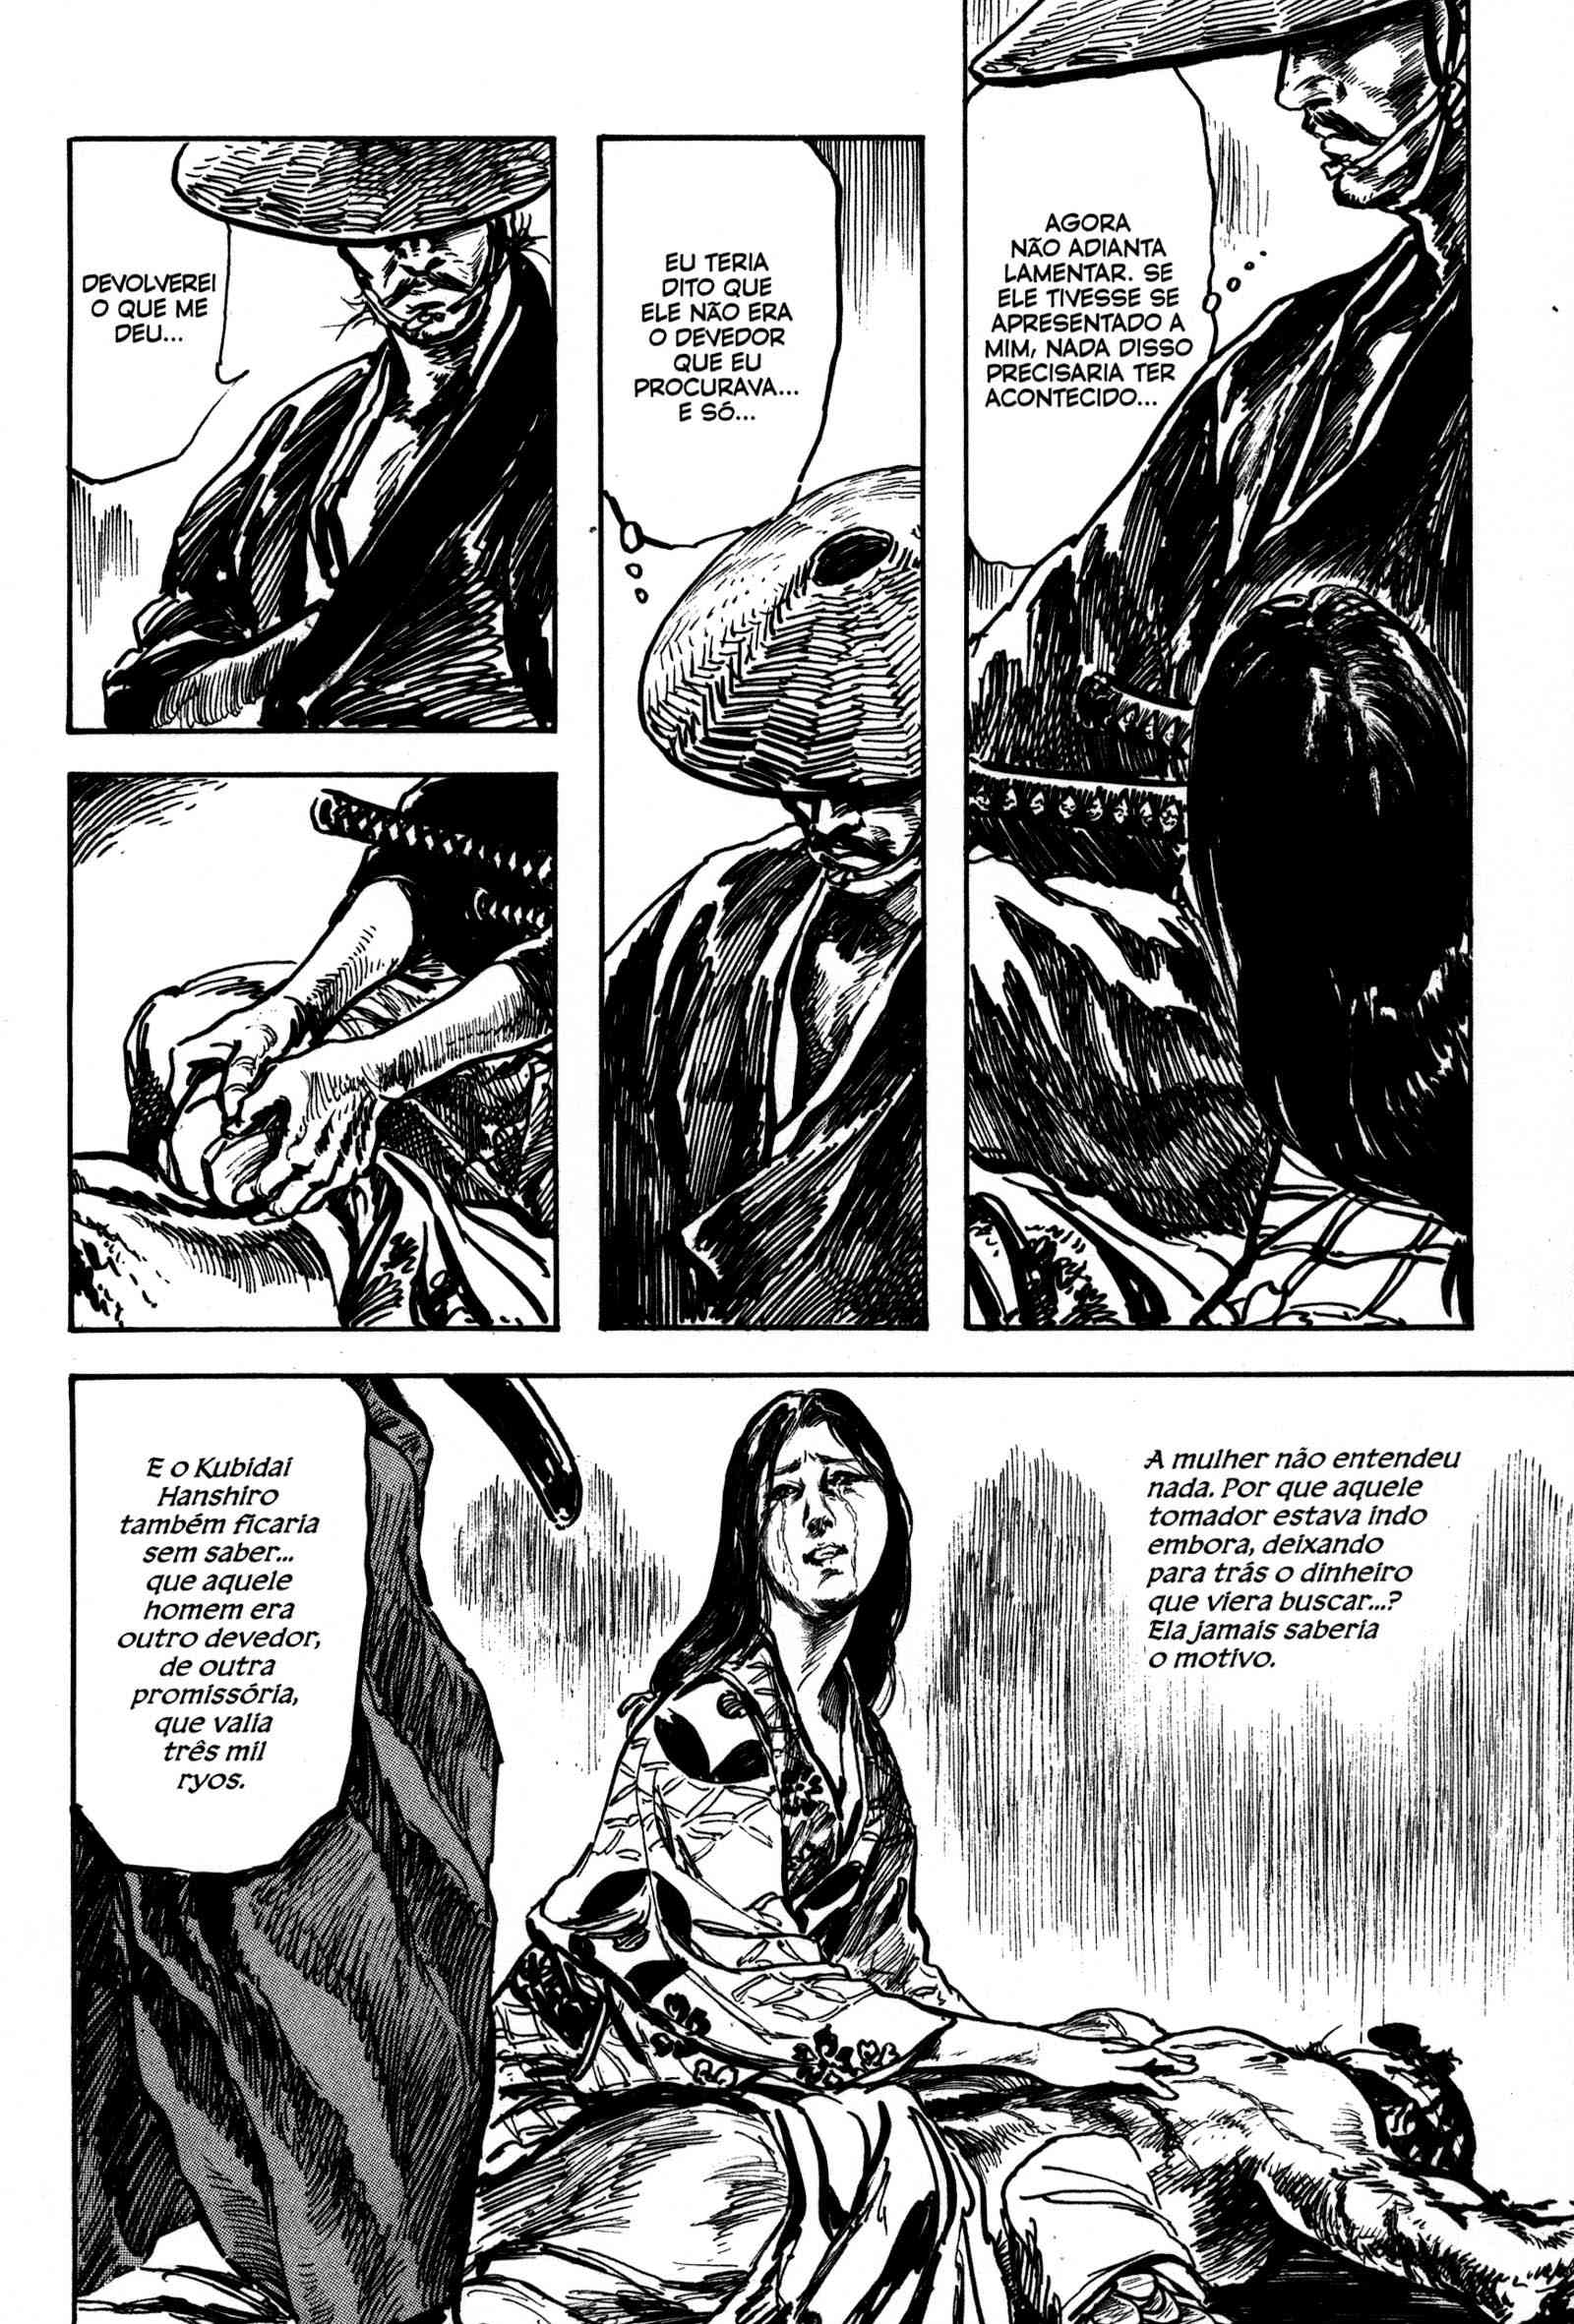 AGORA
NÃO ADIANTA
LAMENTAR. SE
ELE TIVESSE SE
APRESENTADO A
MIM, NADA DISSO
PRECISARIA TER
ACONTECIDO...
EU TERIA
DITO QUE
ELE NÃO ERA
O DEVEDOR
QUE EU
PROCURAVA...
E SÓ...
DEVOLVEREI
O QUE ME
DEU...
A mulher não entendeu
nada. Por que aquele
tomador estava indo
embora, deixando
para trás o dinheiro
que viera buscar...?
Ela jamais saberia
o motivo.
E o Kubidai
Hanshiro
também ficaria
sem saber...
que aquele
homem era
outro devedor,
de outra
promissória,
que valia
três mil
ryos.